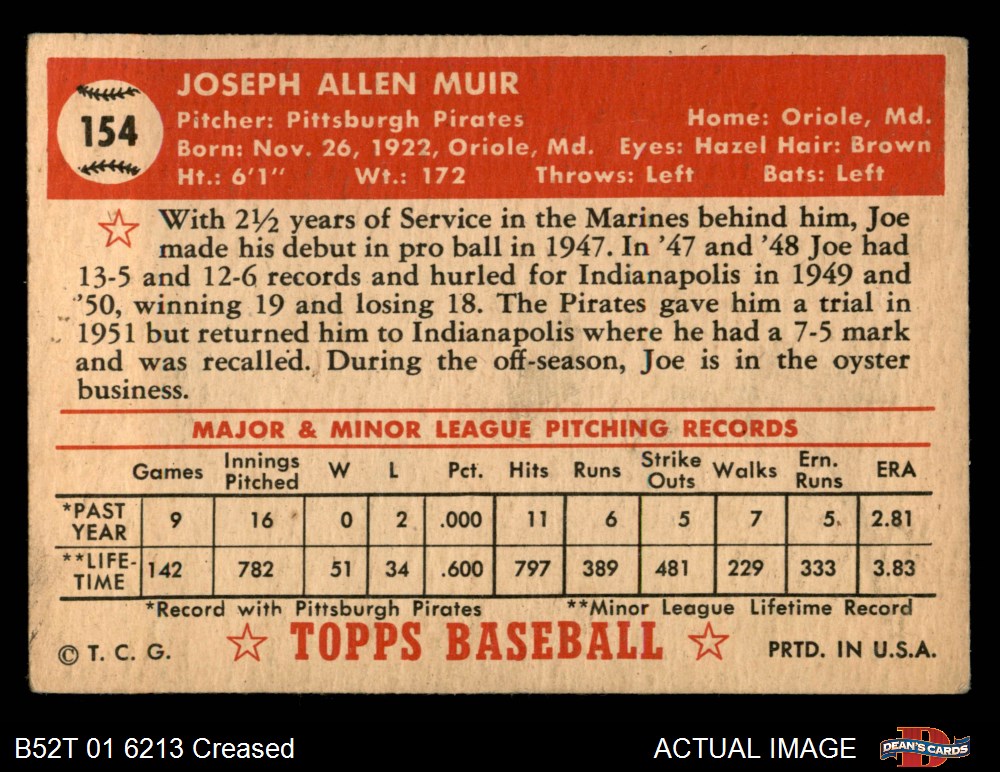 154
JOSEPH ALLEN MUIR
Pitcher: Pittsburgh Pirates Home: Oriole, Md.
Born: Nov. 26, 1922, Oriole, Md. Eyes: Hazel Hair: Brown
Ht.: 6'1" Wt.: 172 Throws: Left Bats: Left
With 2½ years of Service in the Marines behind him, Joe
made his debut in pro ball in 1947. In '47 and '48 Joe had
13-5 and 12-6 records and hurled for Indianapolis in 1949 and
'50, winning 19 and losing 18. The Pirates gave him a trial in
1951 but returned him to Indianapolis where he had a 7-5 mark
and was recalled. During the off-season, Joe is in the oyster
business.
MAJOR & MINOR LEAGUE PITCHING RECORDS
Games Innings Pitched W L Pct. Hits Runs Strike Outs Walks Ern. Runs ERA
*PAST YEAR 9 16 0 2 .000 11 6 5 7 5 2.81
**LIFE-TIME 142 782 51 34 .600 797 389 481 229 333 3.83
*Record with Pittsburgh Pirates **Minor League Lifetime Record
© T. C. G. TOPPS BASEBALL PRTD. IN U.S.A.
B52T 01 6213 Creased ACTUAL IMAGE DEAN'S CARDS